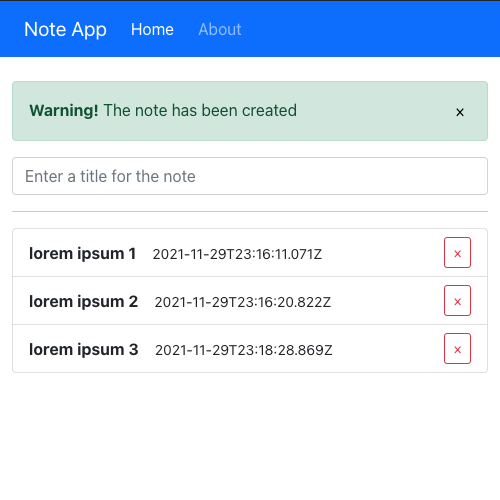 Note App Home About
Warning! The note has been created ×
Enter a title for the note
lorem ipsum 1 2021-11-29T23:16:11.071Z ×
lorem ipsum 2 2021-11-29T23:16:20.822Z ×
lorem ipsum 3 2021-11-29T23:18:28.869Z ×